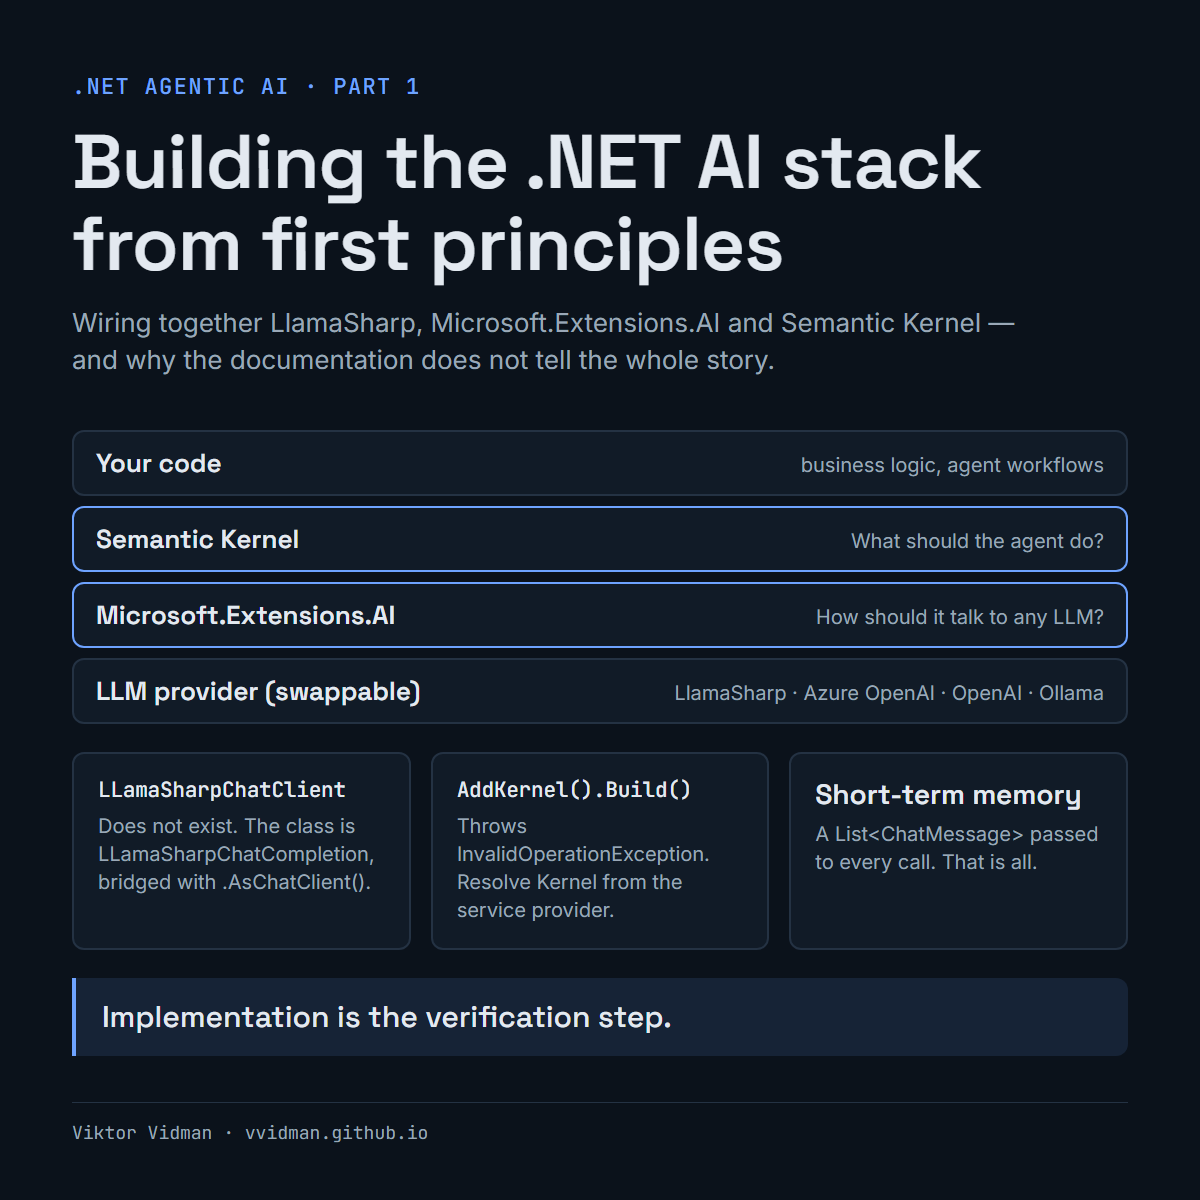 .NET AGENTIC AI · PART 1
Building the .NET AI stack
from first principles
Wiring together LlamaSharp, Microsoft.Extensions.AI and Semantic Kernel —
and why the documentation does not tell the whole story.
Your code
business logic, agent workflows
Semantic Kernel
What should the agent do?
Microsoft.Extensions.AI
How should it talk to any LLM?
LLM provider (swappable)
LlamaSharp · Azure OpenAI · OpenAI · Ollama
LLamaSharpChatClient
Does not exist. The class is
LLamaSharpChatCompletion,
bridged with .AsChatClient().
AddKernel().Build()
Throws
InvalidOperationException.
Resolve Kernel from the
service provider.
Short-term memory
A List<ChatMessage> passed
to every call. That is all.
Implementation is the verification step.
Viktor Vidman · vvidman.github.io